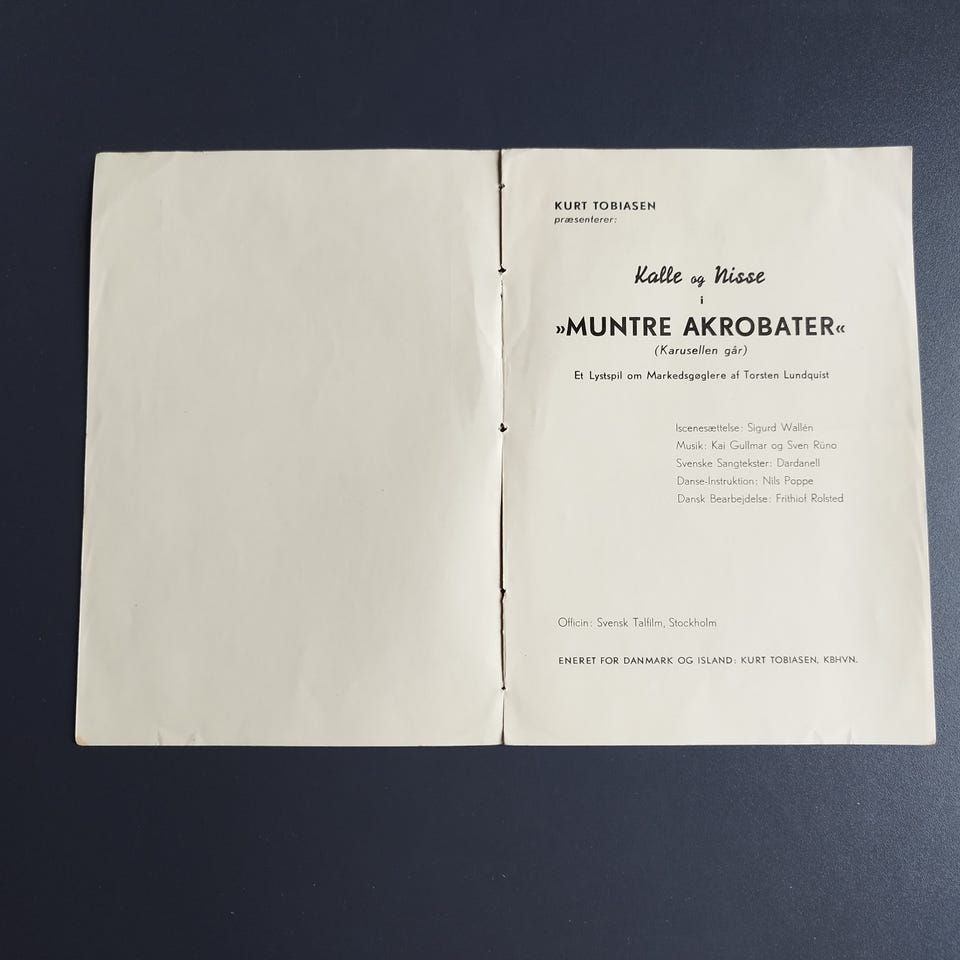 KURT TOBIASEN
præsenterer:
Kalle og Nisse
i
»MUNTRE AKROBATER«
(Karusellen går)
Et Lystspil om Markedsgøglere af Torsten Lundquist
Iscenesættelse: Sigurd Wallén
Musik: Kai Gullmar og Sven Rüno
Svenske Sangtekster: Dardanell
Danse-Instruktion: Nils Poppe
Dansk Bearbejdelse: Frithiof Rolsted
Officin: Svensk Talfilm, Stockholm
ENERET FOR DANMARK OG ISLAND: KURT TOBIASEN, KBHVN.